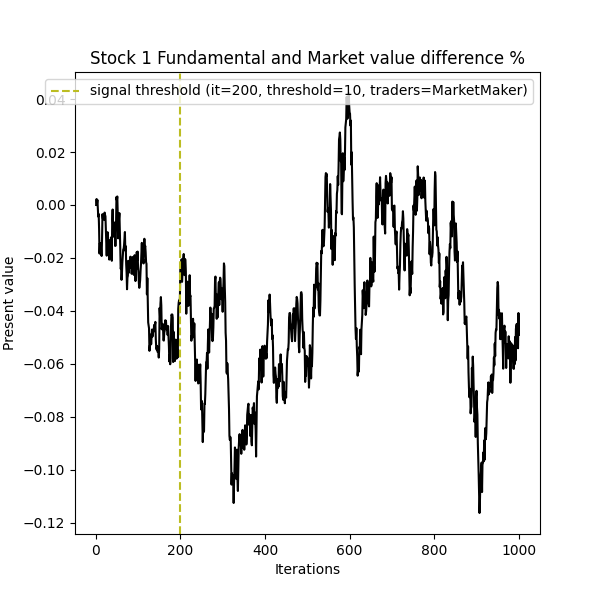 Stock 1 Fundamental and Market value difference %
signal threshold (it=200, threshold=10, traders=MarketMaker)
0.04
0.02
0.00
−0.02
−0.04
−0.06
−0.08
−0.10
−0.12
Present value
0 200 400 600 800 1000
Iterations